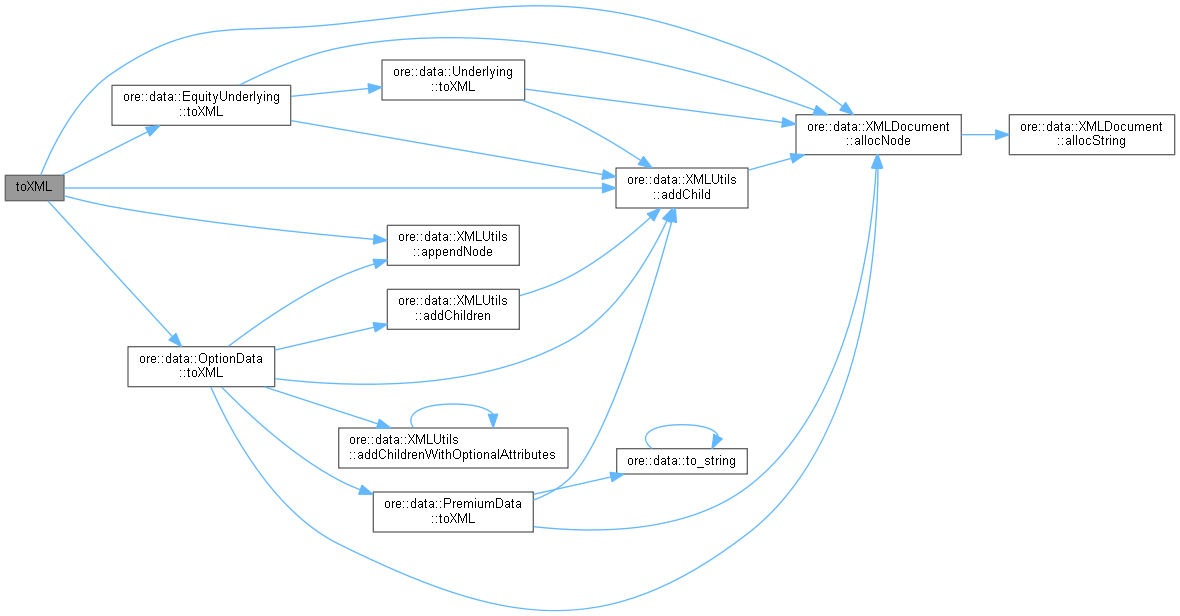 toXML
ore::data::EquityUnderlying
::toXML
ore::data::Underlying
::toXML
ore::data::XMLDocument
::allocNode
ore::data::XMLDocument
::allocString
ore::data::XMLUtils
::addChild
ore::data::XMLUtils
::appendNode
ore::data::XMLUtils
::addChildren
ore::data::OptionData
::toXML
ore::data::XMLUtils
::addChildrenWithOptionalAttributes
ore::data::to_string
ore::data::PremiumData
::toXML